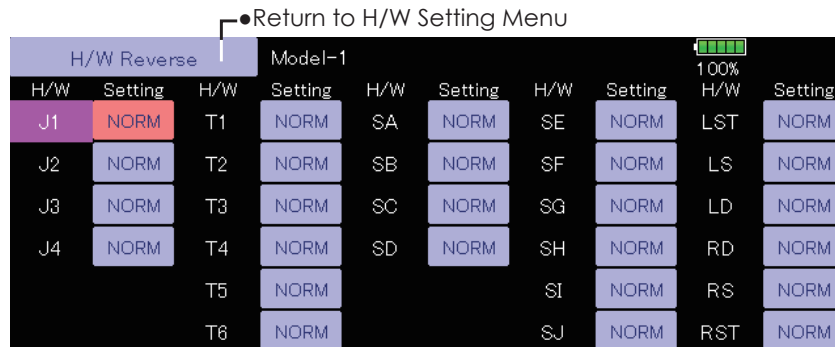 ●Return to H/W Setting Menu
H/W Reverse Model-1 100%
H/W Setting H/W Setting H/W Setting H/W Setting H/W Setting
J1 NORM T1 NORM SA NORM SE NORM LST NORM
J2 NORM T2 NORM SB NORM SF NORM LS NORM
J3 NORM T3 NORM SC NORM SG NORM LD NORM
J4 NORM T4 NORM SD NORM SH NORM RD NORM
T5 NORM SI NORM RS NORM
T6 NORM SJ NORM RST NORM